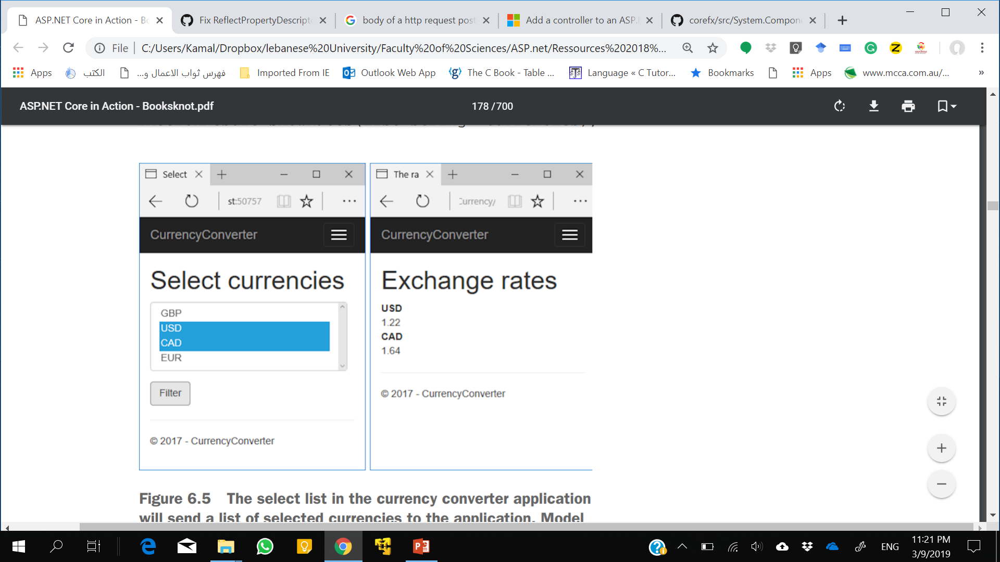 ASP.NET Core in Action - Bo
Fix ReflectPropertyDescripto
body of a http request post
Add a controller to an ASP.
corefx/src/System.Compon
File
C:/Users/Kamal/Dropbox/lebanese%20University/Faculty%20of%20Sciences/ASP.net/Ressources%202018%...
Apps
الكتب
فهرس ثواب الاعمال و...
Imported From IE
Outlook Web App
The C Book - Table ...
Language « C Tutor...
Bookmarks
Apps
www.mcca.com.au/...
ASP.NET Core in Action - Booksknot.pdf
178 / 700
Select
st:50757
CurrencyConverter
Select currencies
GBP
USD
CAD
EUR
Filter
© 2017 - CurrencyConverter
The ra
Currency/
CurrencyConverter
Exchange rates
USD
1.22
CAD
1.64
© 2017 - CurrencyConverter
Figure 6.5 The select list in the currency converter application
will send a list of selected currencies to the application. Model
ENG
11:21 PM
3/9/2019